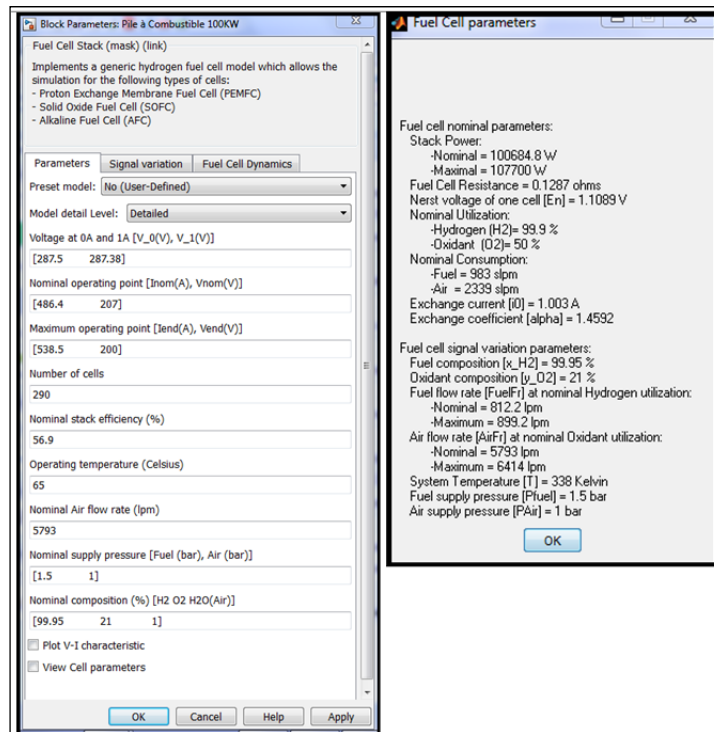 Block Parameters: Pile à Combustible 100KW
Fuel Cell Stack (mask) (link)
Implements a generic hydrogen fuel cell model which allows the
simulation for the following types of cells:
- Proton Exchange Membrane Fuel Cell (PEMFC)
- Solid Oxide Fuel Cell (SOFC)
- Alkaline Fuel Cell (AFC)
Parameters Signal variation Fuel Cell Dynamics
Preset model: No (User-Defined)
Model detail Level: Detailed
Voltage at 0A and 1A [V_0(V), V_1(V)]
[287.5 287.38]
Nominal operating point [Inom(A), Vnom(V)]
[486.4 207]
Maximum operating point [Iend(A), Vend(V)]
[538.5 200]
Number of cells
290
Nominal stack efficiency (%)
56.9
Operating temperature (Celsius)
65
Nominal Air flow rate (lpm)
5793
Nominal supply pressure [Fuel (bar), Air (bar)]
[1.5 1]
Nominal composition (%) [H2 O2 H2O(Air)]
[99.95 21 1]
Plot V-I characteristic
View Cell parameters
OK Cancel Help Apply
Fuel Cell parameters
Fuel cell nominal parameters:
Stack Power:
-Nominal = 100684.8 W
-Maximal = 107700 W
Fuel Cell Resistance = 0.1287 ohms
Nerst voltage of one cell [En] = 1.1089 V
Nominal Utilization:
-Hydrogen (H2)= 99.9 %
-Oxidant (O2)= 50 %
Nominal Consumption:
-Fuel = 983 slpm
-Air = 2339 slpm
Exchange current [i0] = 1.003 A
Exchange coefficient [alpha] = 1.4592
Fuel cell signal variation parameters:
Fuel composition [x_H2] = 99.95 %
Oxidant composition [y_O2] = 21 %
Fuel flow rate [FuelFr] at nominal Hydrogen utilization:
-Nominal = 812.2 lpm
-Maximum = 899.2 lpm
Air flow rate [AirFr] at nominal Oxidant utilization:
-Nominal = 5793 lpm
-Maximum = 6414 lpm
System Temperature [T] = 338 Kelvin
Fuel supply pressure [Pfuel] = 1.5 bar
Air supply pressure [PAir] = 1 bar
OK